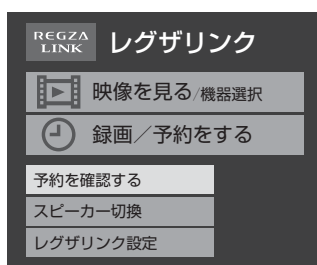 REGZA LINK レグザリンク
映像を見る/機器選択
録画／予約をする
予約を確認する
スピーカー切換
レグザリンク設定